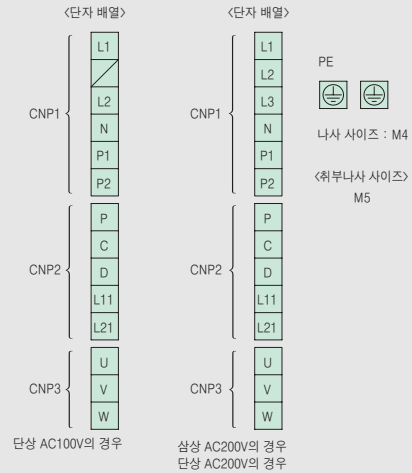 〈단자 배열〉
L1
L2
N
P1
P2
CNP1
P
C
D
L11
L21
CNP2
U
V
W
CNP3
단상 AC100V의 경우
〈단자 배열〉
L1
L2
L3
N
P1
P2
CNP1
P
C
D
L11
L21
CNP2
U
V
W
CNP3
삼상 AC200V의 경우
단상 AC200V의 경우
PE
나사 사이즈 : M4
〈취부나사 사이즈〉
M5